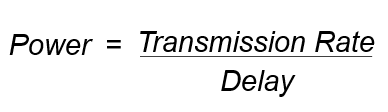 Power = Transmission Rate
Delay